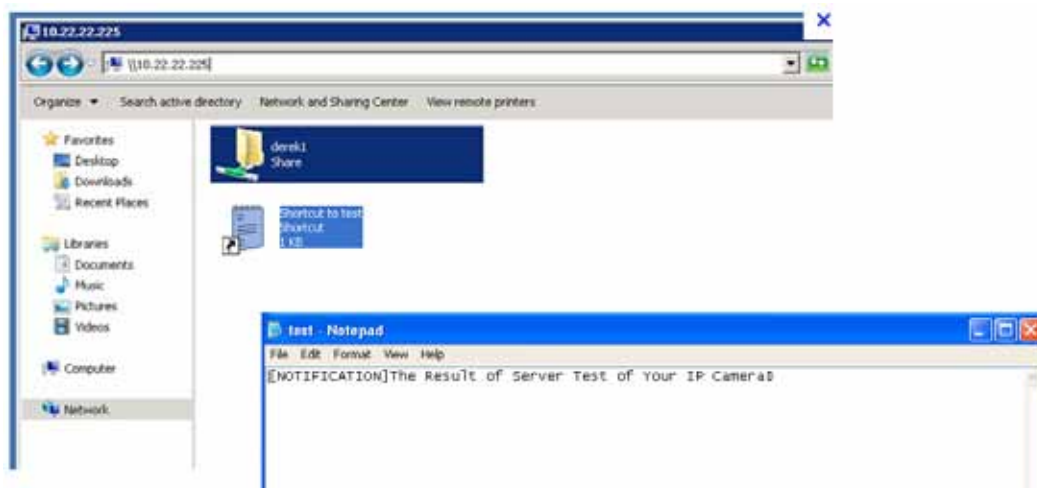 10.22.22.225
\\10.22.22.225
Organize Search active directory Network and Sharing Center View remote printers
Favorites
Desktop
Downloads
Recent Places
Libraries
Documents
Music
Pictures
Videos
Computer
Network
derek1
Share
Shortcut to test
Shortcut
1 KB
test - Notepad
File Edit Format View Help
[NOTIFICATION]The Result of Server Test of Your IP Camera